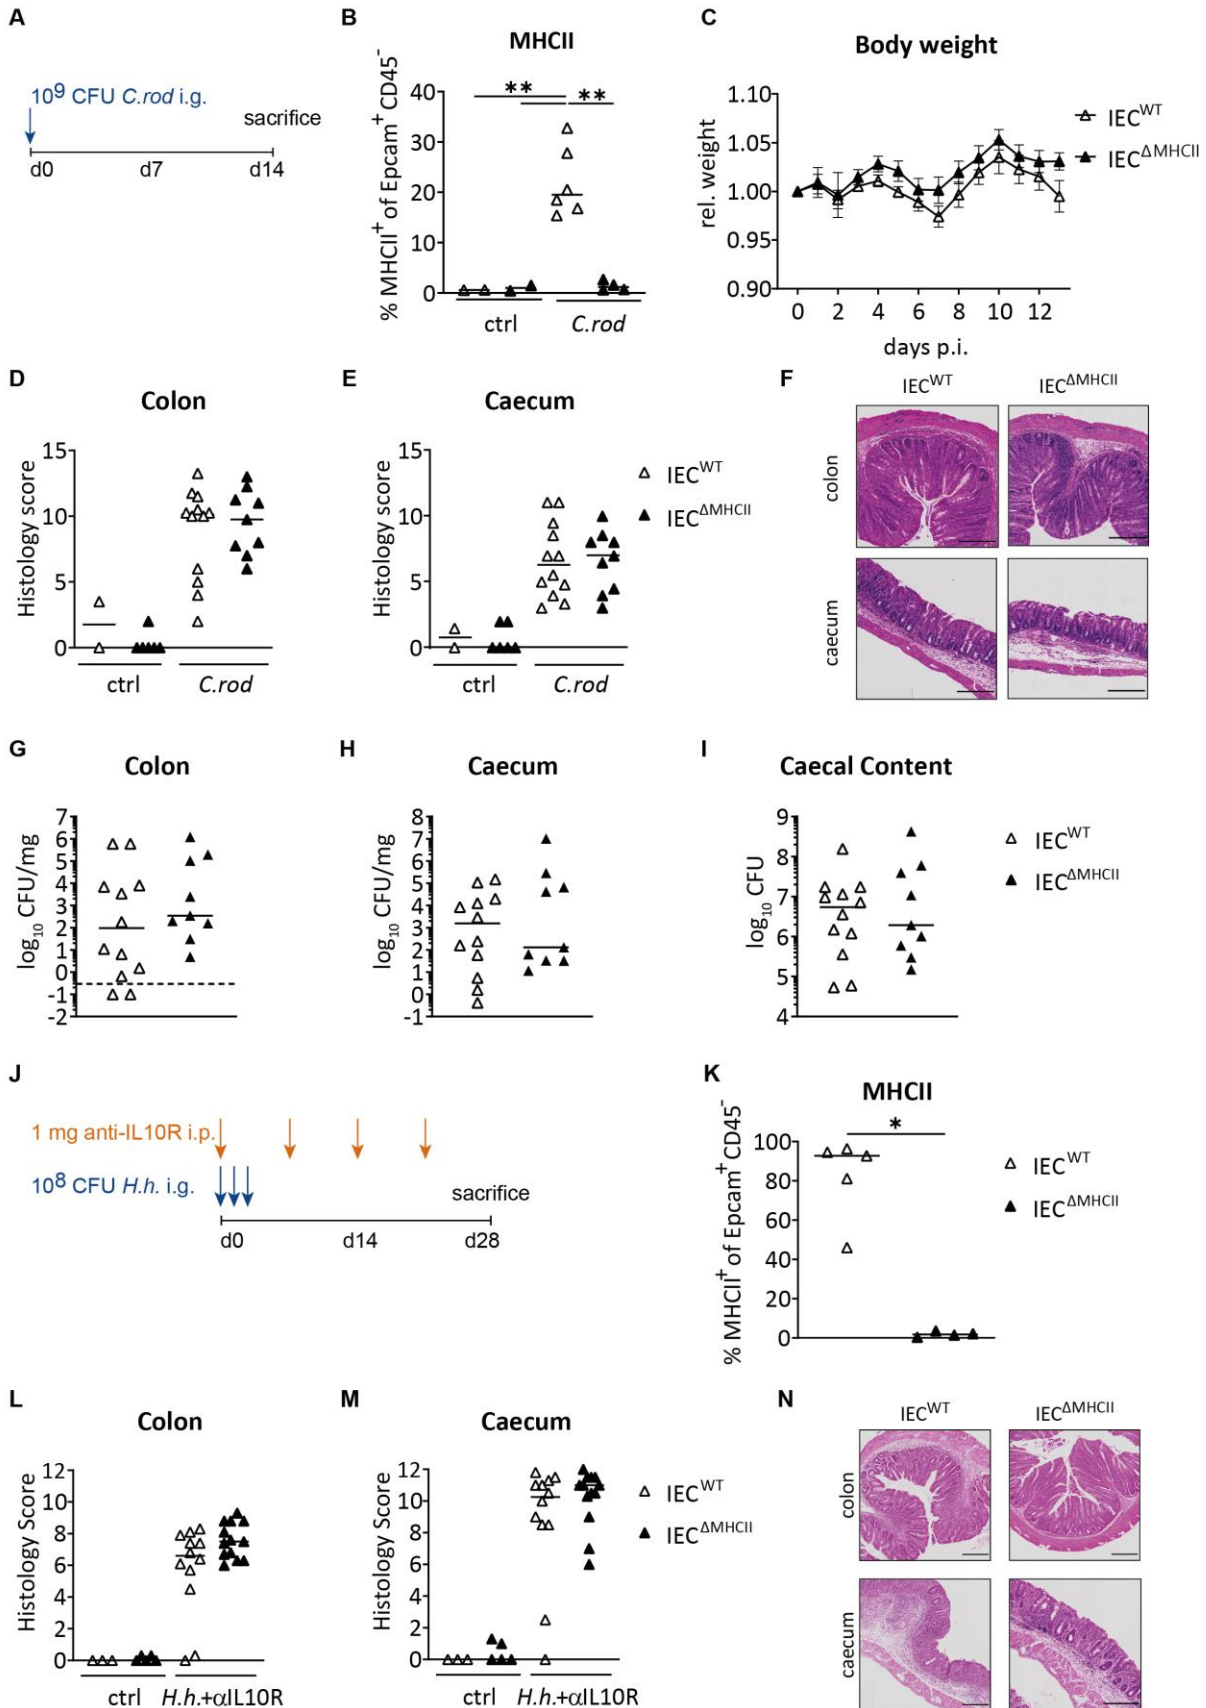 A
10⁹ CFU C.rod i.g.
sacrifice
d0 d7 d14
B
MHCII
% MHCII⁺ of Epcam⁺ CD45⁻
** **
40
30
20
10
0
ctrl C.rod
C
Body weight
rel. weight
1.10
1.05
1.00
0.95
0.90
0 2 4 6 8 10 12
days p.i.
IEC^WT
IEC^ΔMHCII
D
Colon
Histology score
15
10
5
0
ctrl C.rod
E
Caecum
Histology score
15
10
5
0
ctrl C.rod
IEC^WT
IEC^ΔMHCII
F
IEC^WT IEC^ΔMHCII
colon
caecum
G
Colon
log₁₀ CFU/mg
7
6
5
4
3
2
1
0
-1
-2
H
Caecum
log₁₀ CFU/mg
8
7
6
5
4
3
2
1
0
-1
I
Caecal Content
log₁₀ CFU
9
8
7
6
5
4
IEC^WT
IEC^ΔMHCII
J
1 mg anti-IL10R i.p.
10⁸ CFU H.h. i.g.
sacrifice
d0 d14 d28
K
MHCII
% MHCII⁺ of Epcam⁺ CD45⁻
*
100
80
60
40
20
0
IEC^WT
IEC^ΔMHCII
L
Colon
Histology Score
12
10
8
6
4
2
0
ctrl H.h.+αIL10R
M
Caecum
Histology Score
12
10
8
6
4
2
0
ctrl H.h.+αIL10R
IEC^WT
IEC^ΔMHCII
N
IEC^WT IEC^ΔMHCII
colon
caecum